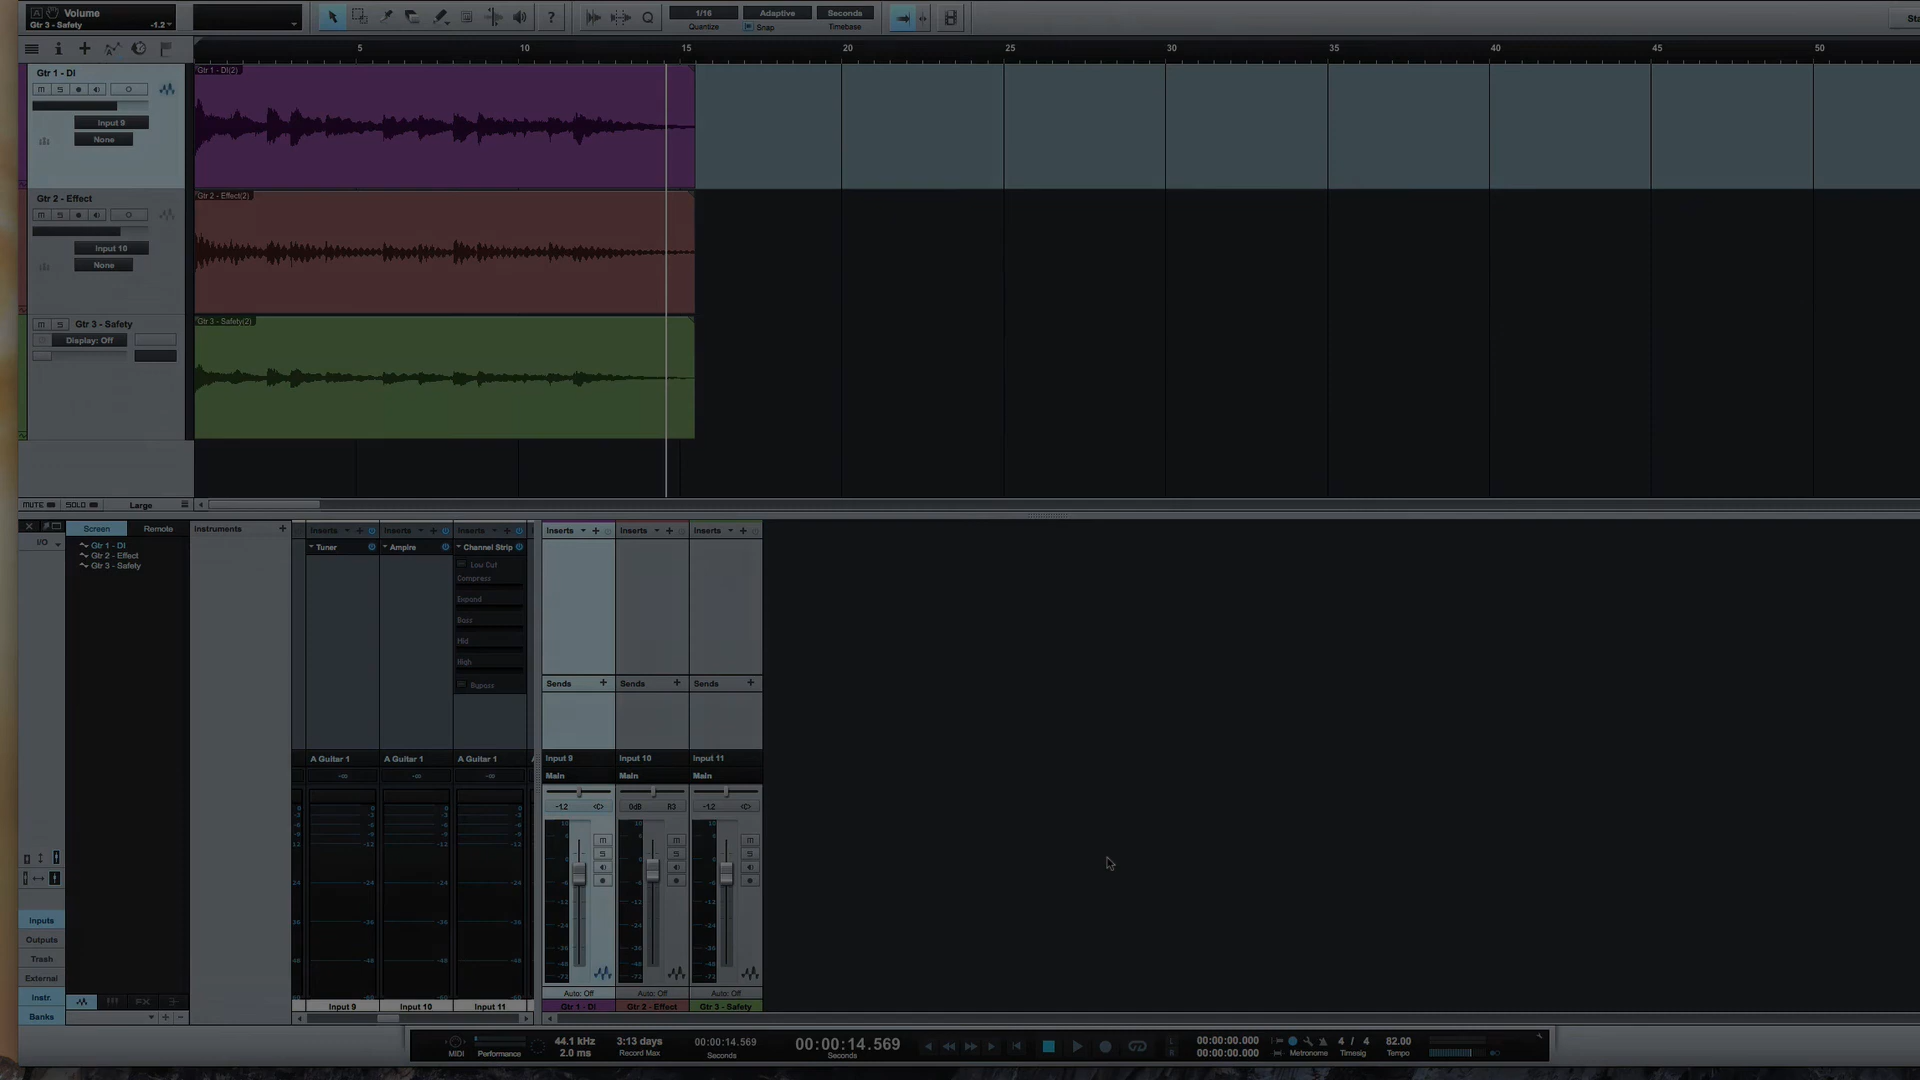 Volume
Gtr 3 - Safety -1.2
1/16
Quantize
Adaptive
Snap
Seconds
Timebase
Sta
5 10 15 20 25 30 35 40 45 50
Gtr 1 - DI
M S
Input 9
None
Gtr 1 - DI(2)
Gtr 2 - Effect
M S
Input 10
None
Gtr 2 - Effect(2)
M S Gtr 3 - Safety
Display: Off
Gtr 3 - Safety(2)
MUTE SOLO Large
Screen Remote Instruments
I/O
Gtr 1 - DI
Gtr 2 - Effect
Gtr 3 - Safety
Inserts Inserts Inserts Inserts Inserts Inserts
Tuner Ampire Channel Strip
Low Cut
Compress
Expand
Bass
Mid
High
Bypass
Sends Sends Sends
A Guitar 1 A Guitar 1 A Guitar 1
Input 9 Input 10 Input 11
-∞ -∞ -∞
Main Main Main
-1.2 <C> 0dB R3 -1.2 <C>
M M M
S S S
Inputs
Outputs
Trash
External
Instr.
Banks
FX
Auto: Off Auto: Off Auto: Off
Input 9 Input 10 Input 11 Gtr 1 - DI Gtr 2 - Effect Gtr 3 - Safety
MIDI Performance
44.1 kHz
2.0 ms
3:13 days
Record Max
00:00:14.569
Seconds
00:00:14.569
Seconds
L 00:00:00.000
R 00:00:00.000
Metronome
4 / 4
Timesig
82.00
Tempo